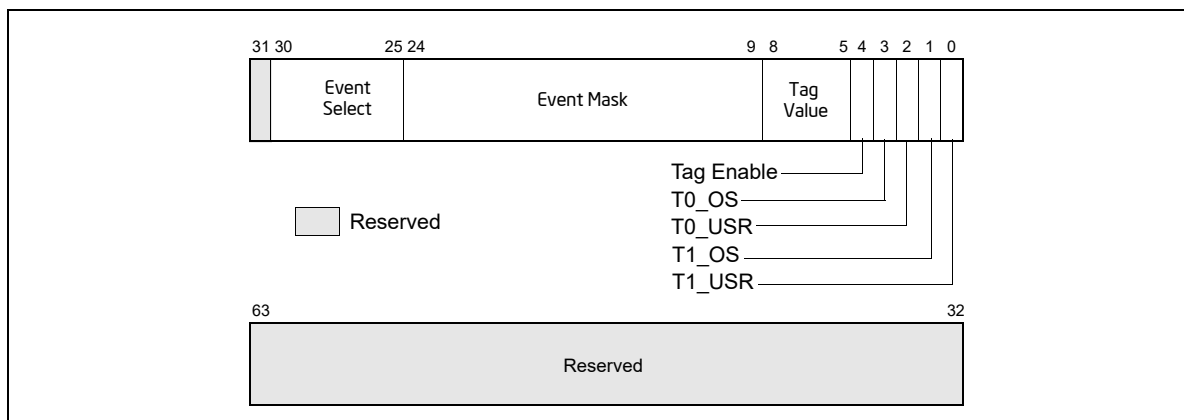 31 30 25 24 9 8 5 4 3 2 1 0
Event
Select
Event Mask
Tag
Value
Tag Enable
T0_OS
Reserved
T0_USR
T1_OS
T1_USR
63 32
Reserved